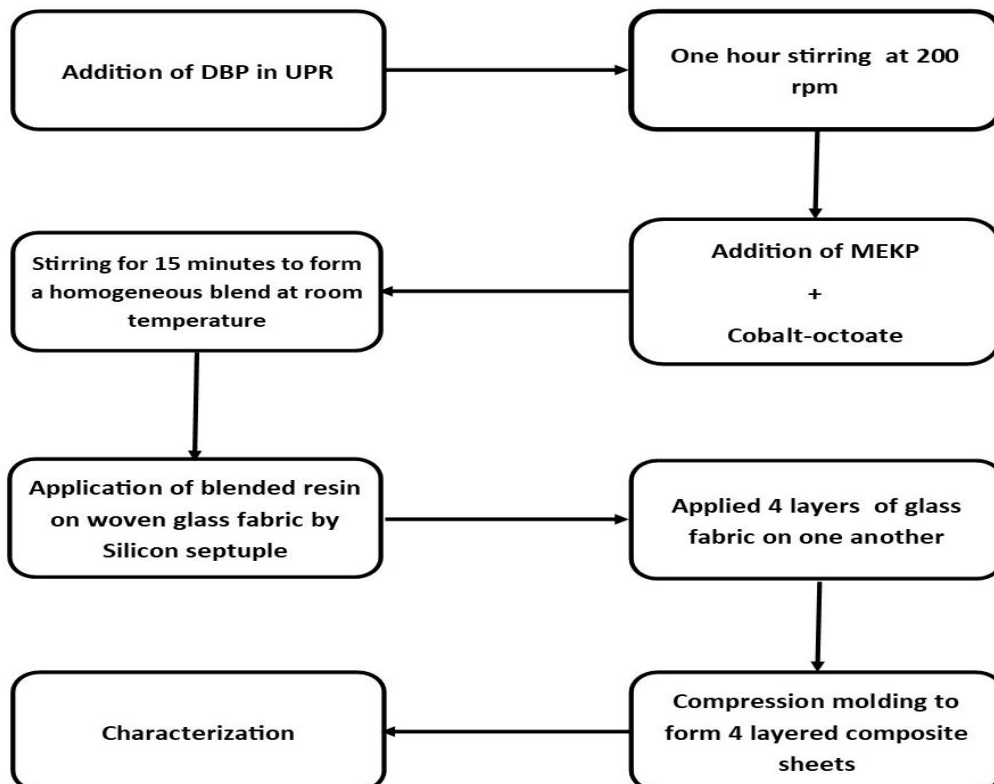 Addition of DBP in UPR
One hour stirring at 200
rpm
Addition of MEKP
+
Cobalt-octoate
Stirring for 15 minutes to form
a homogeneous blend at room
temperature
Application of blended resin
on woven glass fabric by
Silicon septuple
Applied 4 layers of glass
fabric on one another
Compression molding to
form 4 layered composite
sheets
Characterization